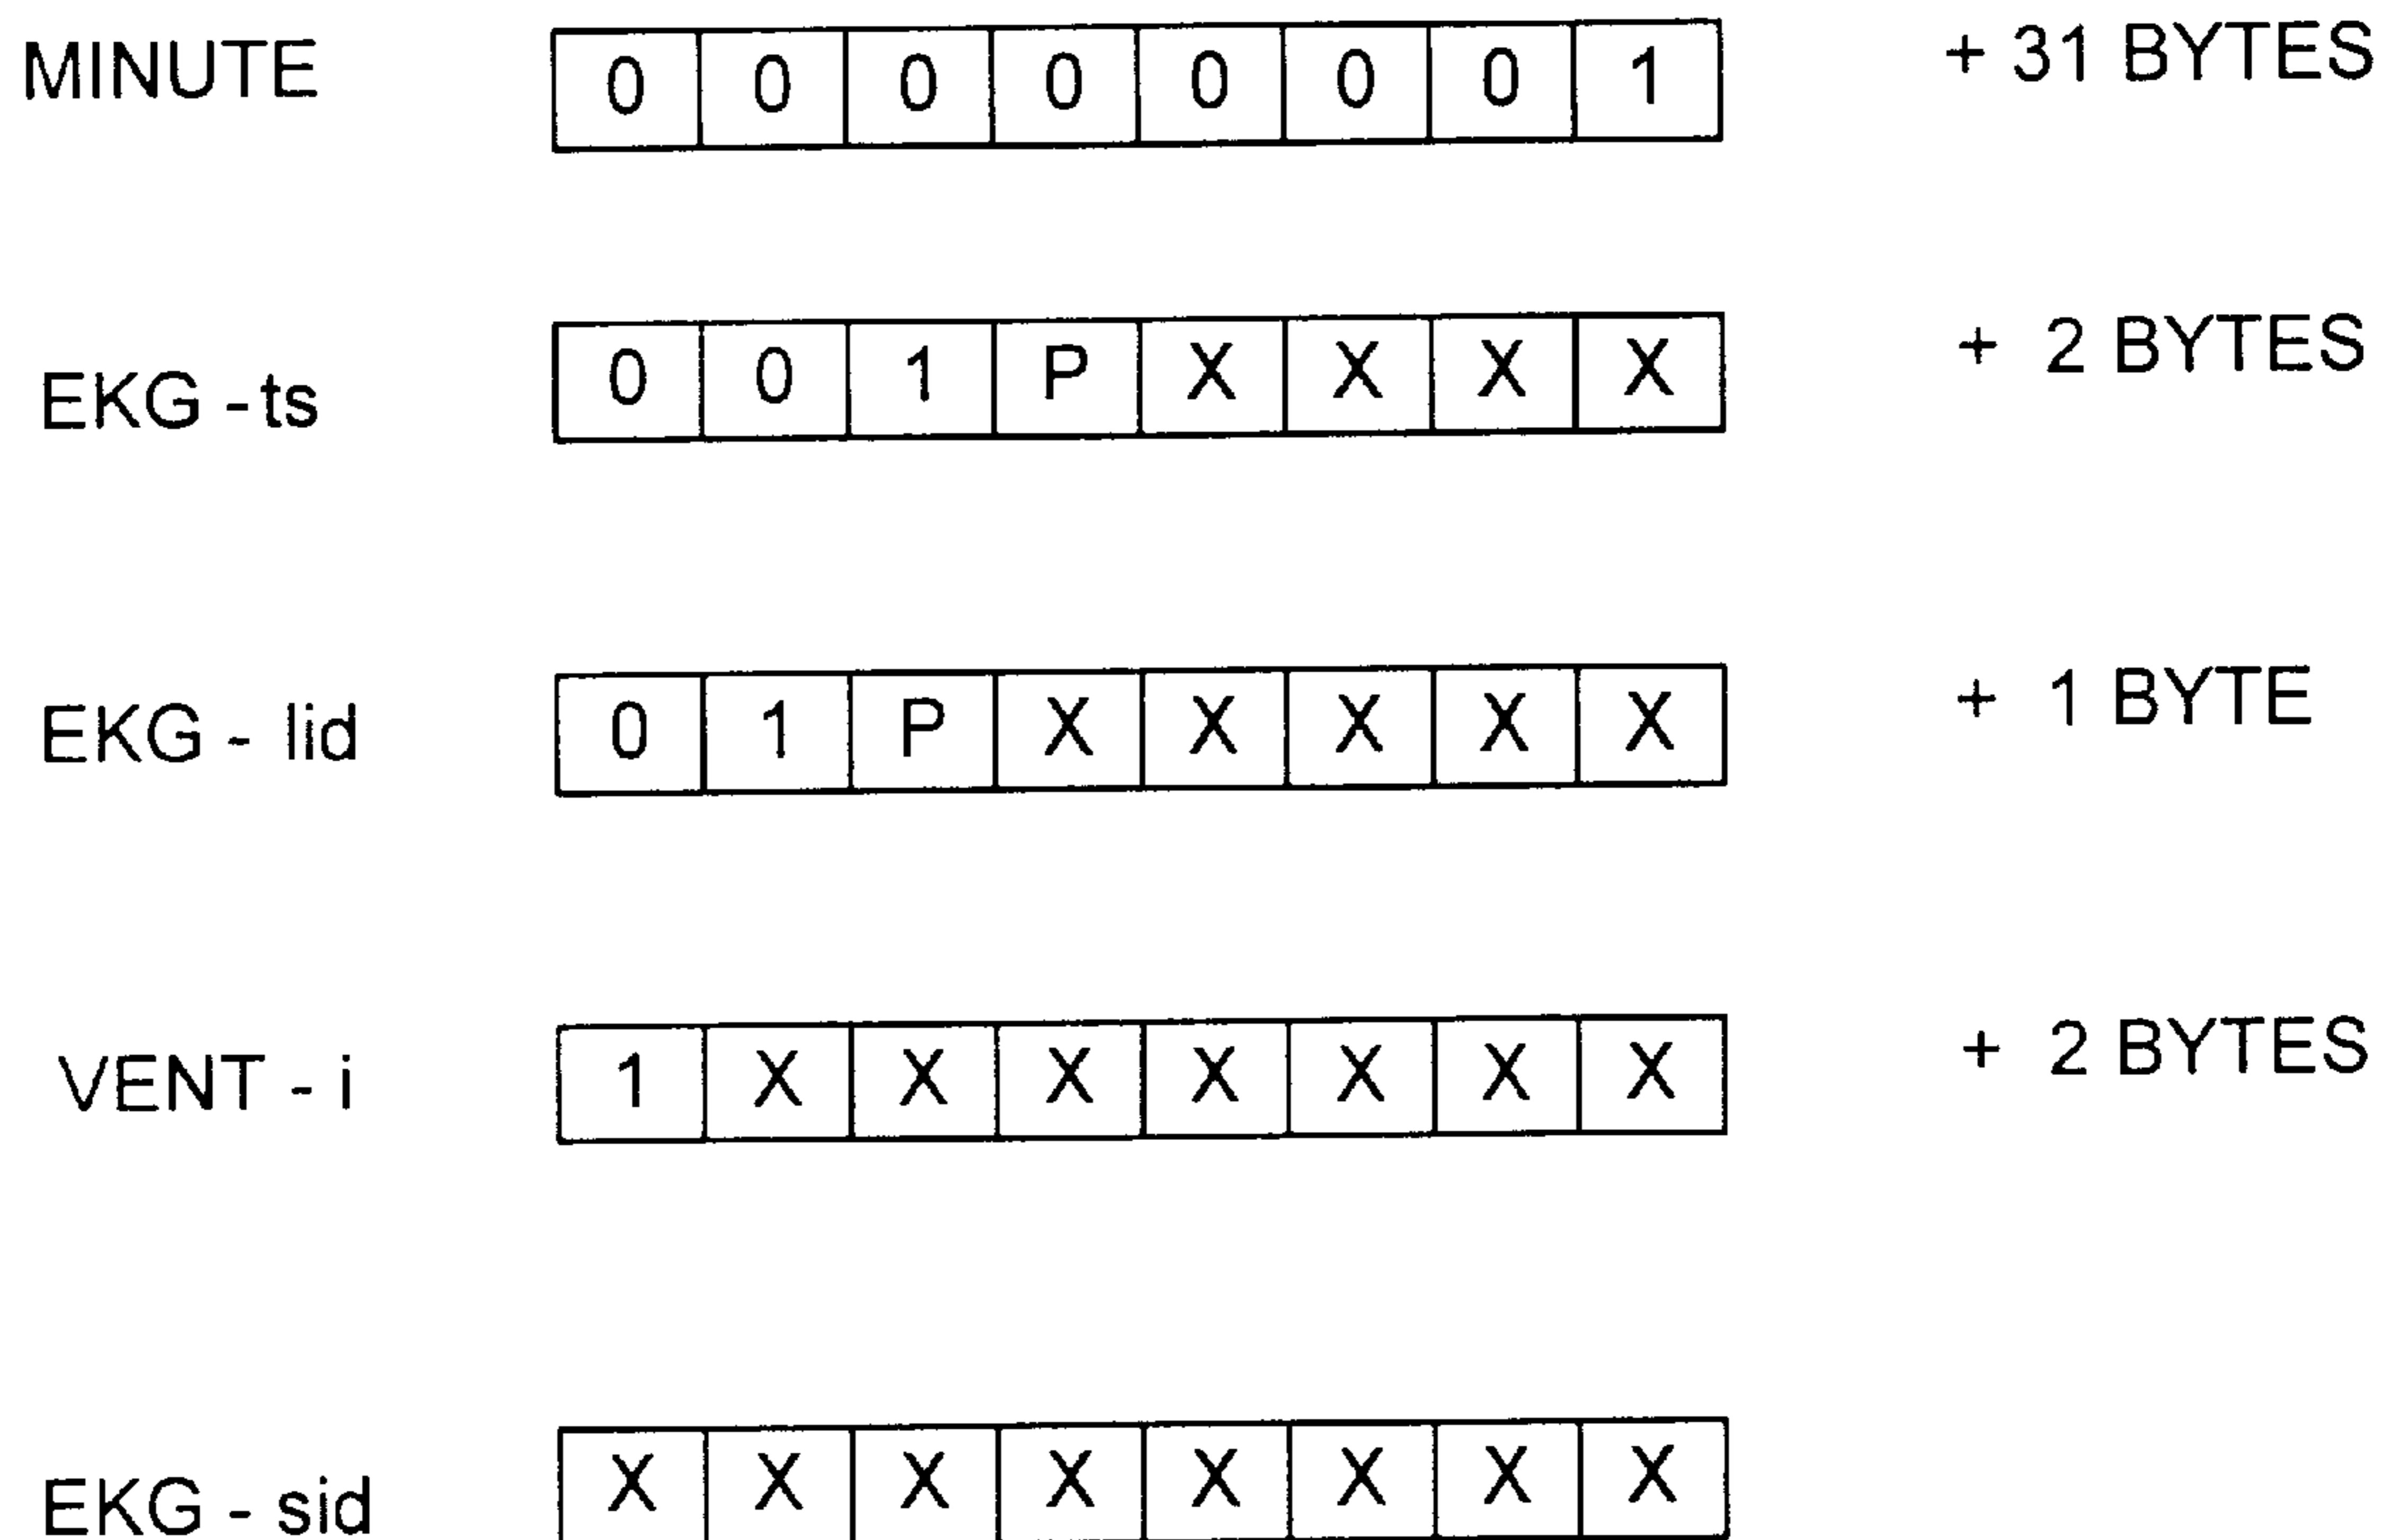 MINUTE 0 0 0 0 0 0 0 1 + 31 BYTES
EKG - ts 0 0 1 P X X X X + 2 BYTES
EKG - lid 0 1 P X X X X X + 1 BYTE
VENT - i 1 X X X X X X X + 2 BYTES
EKG - sid X X X X X X X X